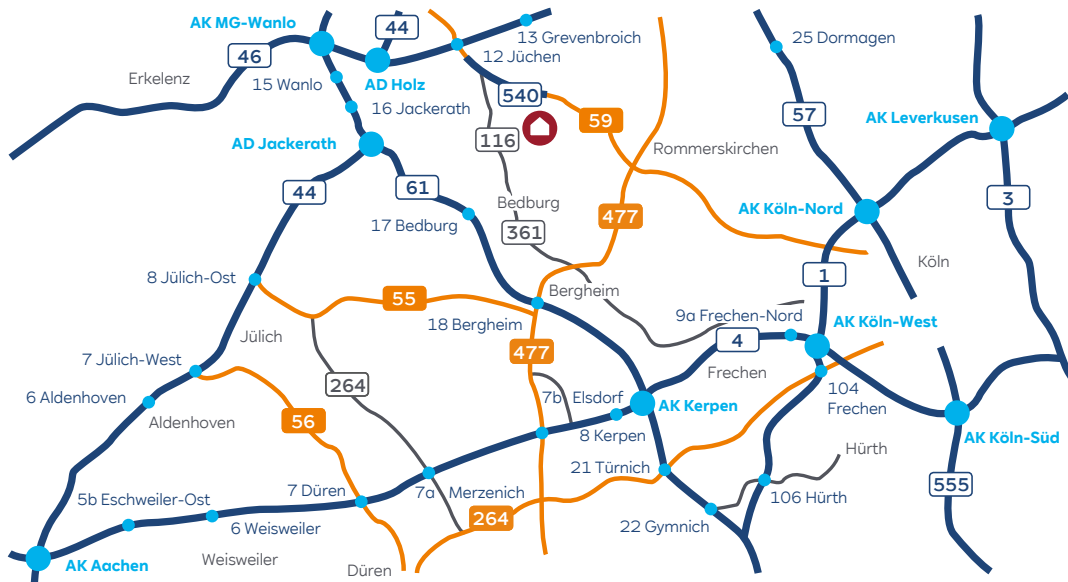 AK MG-Wanlo
44
13 Grevenbroich
12 Jüchen
25 Dormagen
46
15 Wanlo
AD Holz
Erkelenz
16 Jackerath
540
59
57
AK Leverkusen
116
AD Jackerath
Rommerskirchen
44
61
3
Bedburg
17 Bedburg
477
AK Köln-Nord
361
Köln
8 Jülich-Ost
1
55
Bergheim
18 Bergheim
9a Frechen-Nord
AK Köln-West
Jülich
477
4
7 Jülich-West
Frechen
264
7b
Elsdorf
6 Aldenhoven
AK Kerpen
104
Frechen
Aldenhoven
56
8 Kerpen
AK Köln-Süd
Hürth
21 Türnich
7a
Merzenich
555
5b Eschweiler-Ost
7 Düren
106 Hürth
264
22 Gymnich
6 Weisweiler
AK Aachen
Weisweiler
Düren